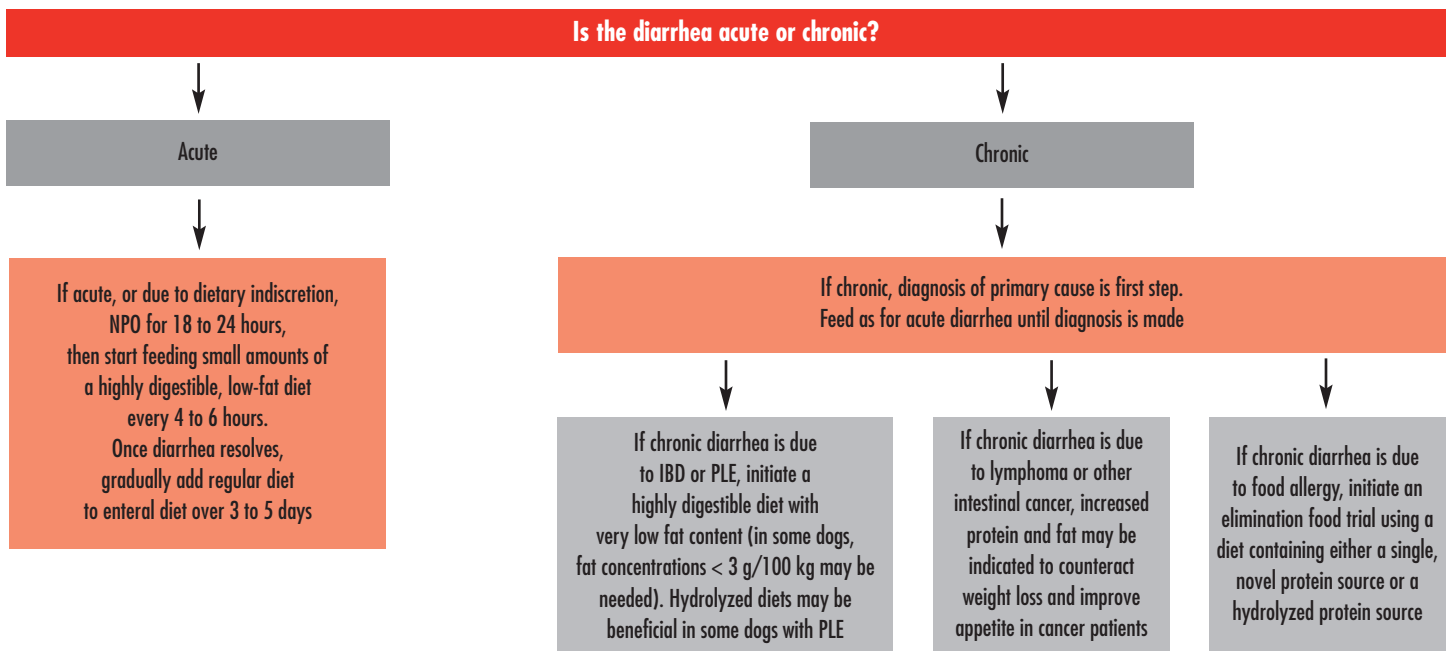 Is the diarrhea acute or chronic?
Acute
Chronic
If acute, or due to dietary indiscretion,
NPO for 18 to 24 hours,
then start feeding small amounts of
a highly digestible, low-fat diet
every 4 to 6 hours.
Once diarrhea resolves,
gradually add regular diet
to enteral diet over 3 to 5 days
If chronic, diagnosis of primary cause is first step.
Feed as for acute diarrhea until diagnosis is made
If chronic diarrhea is due
to IBD or PLE, initiate a
highly digestible diet with
very low fat content (in some dogs,
fat concentrations < 3 g/100 kg may be
needed). Hydrolyzed diets may be
beneficial in some dogs with PLE
If chronic diarrhea is due
to lymphoma or other
intestinal cancer, increased
protein and fat may be
indicated to counteract
weight loss and improve
appetite in cancer patients
If chronic diarrhea is due
to food allergy, initiate an
elimination food trial using a
diet containing either a single,
novel protein source or a
hydrolyzed protein source